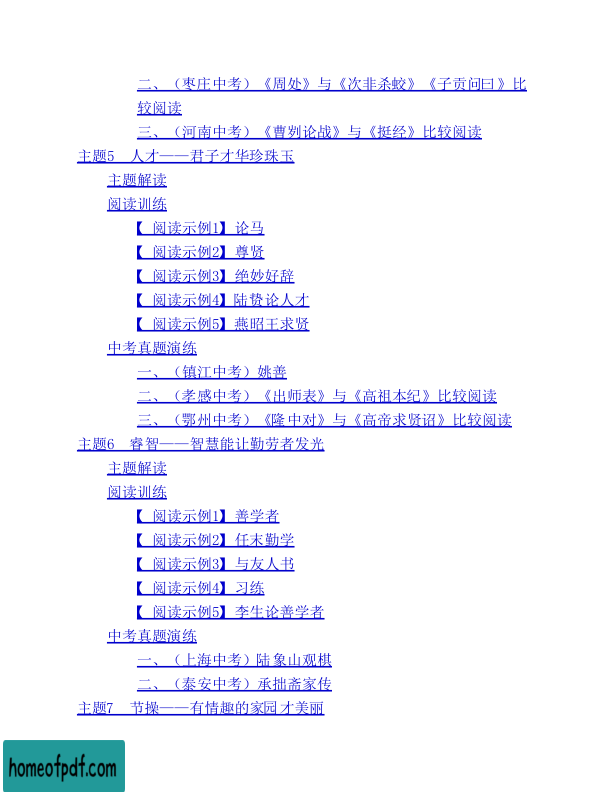 二、（枣庄中考）《周处》与《次非杀蛟》《子贡问曰》比
较阅读
三、（河南中考）《曹刿论战》与《挺经》比较阅读
主题5　人才——君子才华珍珠玉
主题解读
阅读训练
【 阅读示例1】论马
【 阅读示例2】尊贤
【 阅读示例3】绝妙好辞
【 阅读示例4】陆贽论人才
【 阅读示例5】燕昭王求贤
中考真题演练
一、（镇江中考）姚善
二、（孝感中考）《出师表》与《高祖本纪》比较阅读
三、（鄂州中考）《隆中对》与《高帝求贤诏》比较阅读
主题6　睿智——智慧能让勤劳者发光
主题解读
阅读训练
【 阅读示例1】善学者
【 阅读示例2】任末勤学
【 阅读示例3】与友人书
【 阅读示例4】习练
【 阅读示例5】李生论善学者
中考真题演练
一、（上海中考）陆象山观棋
二、（泰安中考）承拙斋家传
主题7　节操——有情趣的家园才美丽
homeofpdf.com